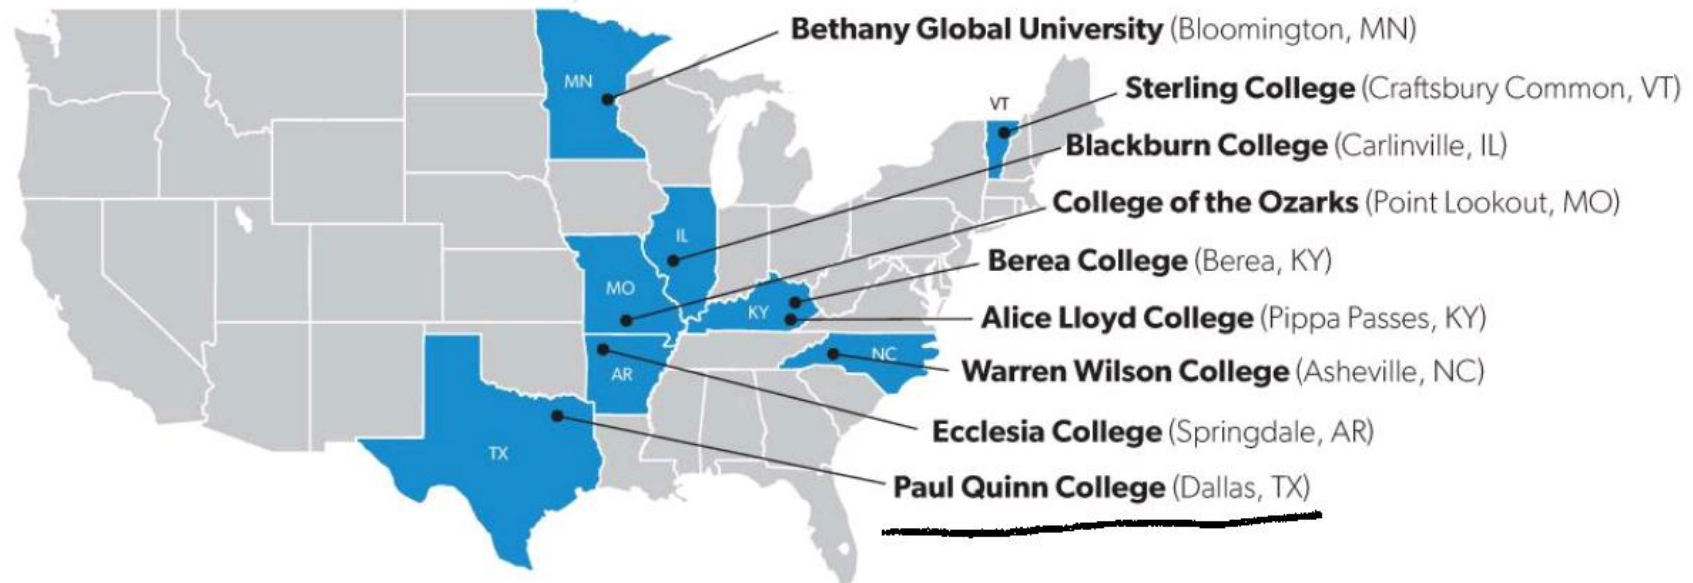 Bethany Global University (Bloomington, MN)
MN
Sterling College (Craftsbury Common, VT)
VT
Blackburn College (Carlinville, IL)
College of the Ozarks (Point Lookout, MO)
IL
Berea College (Berea, KY)
MO
KY
Alice Lloyd College (Pippa Passes, KY)
NC
Warren Wilson College (Asheville, NC)
AR
Ecclesia College (Springdale, AR)
TX
Paul Quinn College (Dallas, TX)